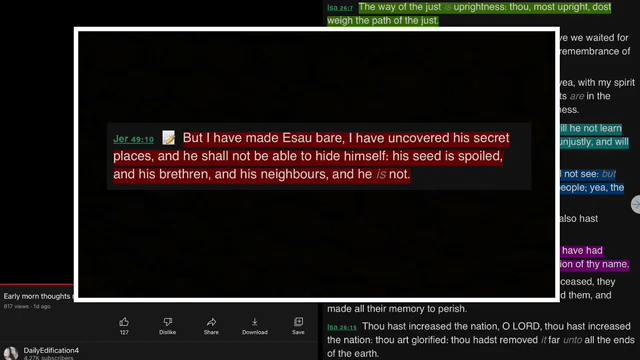 Isa 26:7 The way of the just is uprightness: thou, most upright, dost
weigh the path of the just.
ve we waited for
remembrance of
yea, with my spirit
ts are in the
ness.
ill he not learn
unjustly, and will
l not see: but
people; yea, the
also hast
have had
ion of thy name.
ceased, they
d them, and
made all their memory to perish.
Isa 26:15 Thou hast increased the nation, O LORD, thou hast increased
the nation: thou art glorified: thou hadst removed it far unto all the ends
of the earth.
Jer 49:10 But I have made Esau bare, I have uncovered his secret
places, and he shall not be able to hide himself: his seed is spoiled,
and his brethren, and his neighbours, and he is not.
Early morn thoughts
817 views · 1d ago
127
Dislike
Share
Download
Save
DailyEdification4
4.27K subscribers